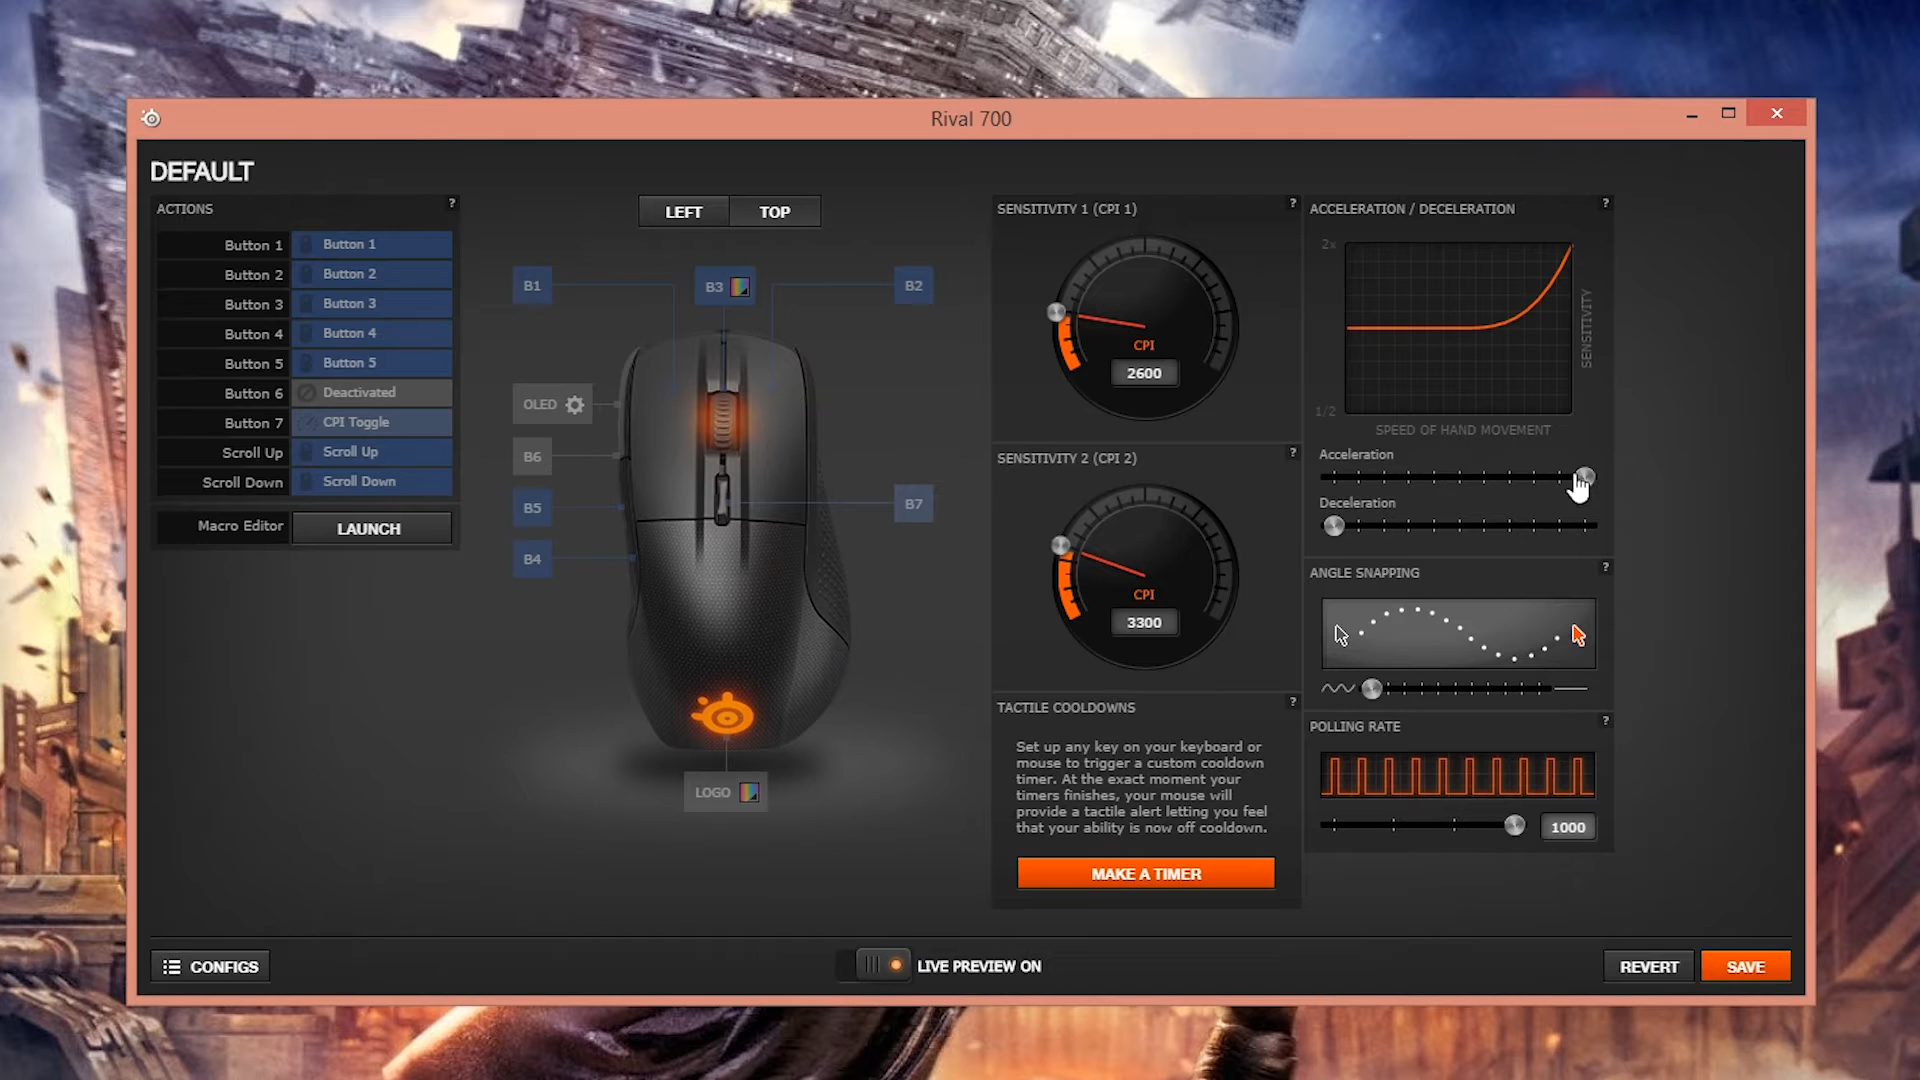 Rival 700
DEFAULT
ACTIONS ?
Button 1 Button 1
Button 2 Button 2
Button 3 Button 3
Button 4 Button 4
Button 5 Button 5
Button 6 Deactivated
Button 7 CPI Toggle
Scroll Up Scroll Up
Scroll Down Scroll Down
Macro Editor LAUNCH
LEFT TOP
B1 B3 B2
OLED
B6
B5 B7
B4
LOGO
SENSITIVITY 1 (CPI 1) ?
CPI
2600
SENSITIVITY 2 (CPI 2) ?
CPI
3300
TACTILE COOLDOWNS ?
Set up any key on your keyboard or
mouse to trigger a custom cooldown
timer. At the exact moment your
timers finishes, your mouse will
provide a tactile alert letting you feel
that your ability is now off cooldown.
MAKE A TIMER
ACCELERATION / DECELERATION ?
2x
SENSITIVITY
1/2
SPEED OF HAND MOVEMENT
Acceleration
Deceleration
ANGLE SNAPPING ?
POLLING RATE ?
1000
CONFIGS
LIVE PREVIEW ON
REVERT SAVE